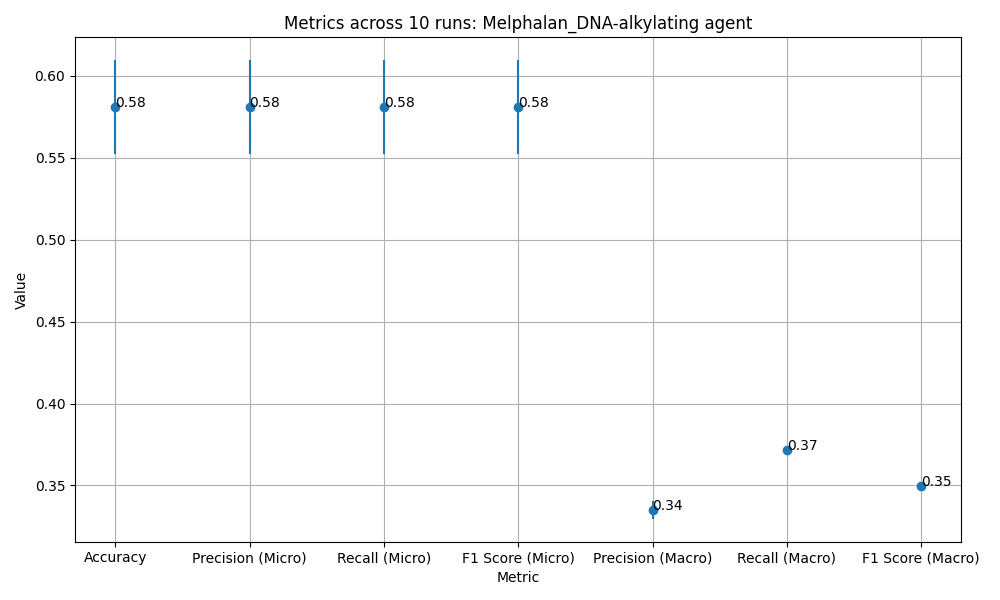 Metrics across 10 runs: Melphalan_DNA-alkylating agent
0.60
0.55
0.50
0.45
0.40
0.35
Value
0.58
0.58
0.58
0.58
0.34
0.37
0.35
Accuracy
Precision (Micro)
Recall (Micro)
F1 Score (Micro)
Precision (Macro)
Recall (Macro)
F1 Score (Macro)
Metric